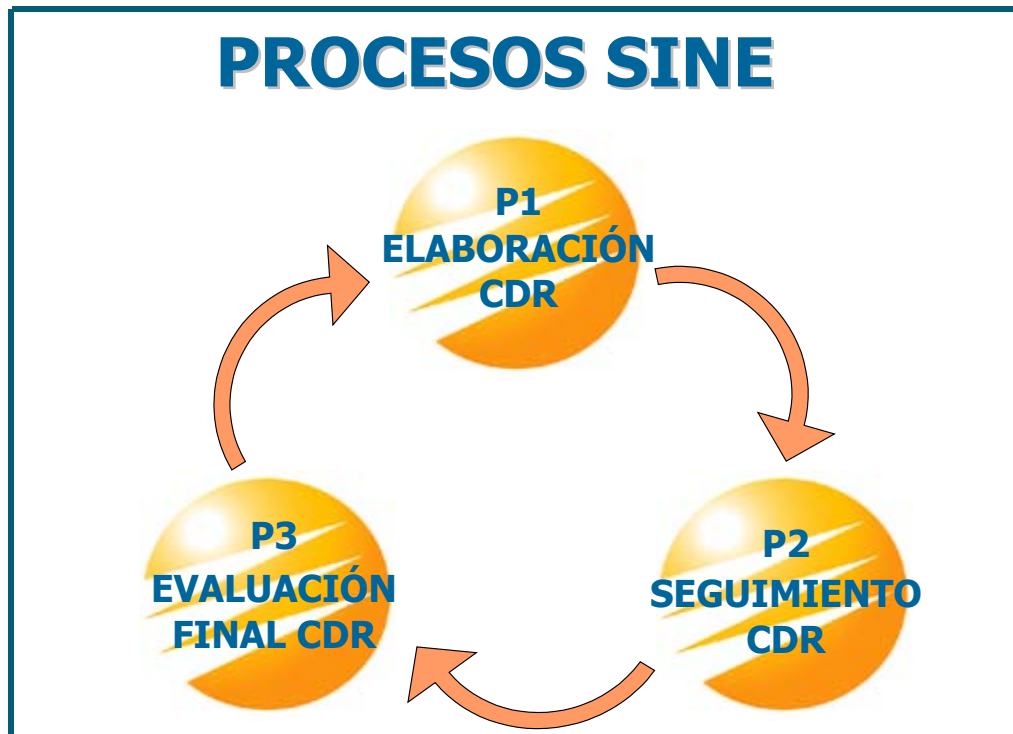 PROCESOS SINE
P1
ELABORACIÓN
CDR
P2
SEGUIMIENTO
CDR
P3
EVALUACIÓN
FINAL CDR